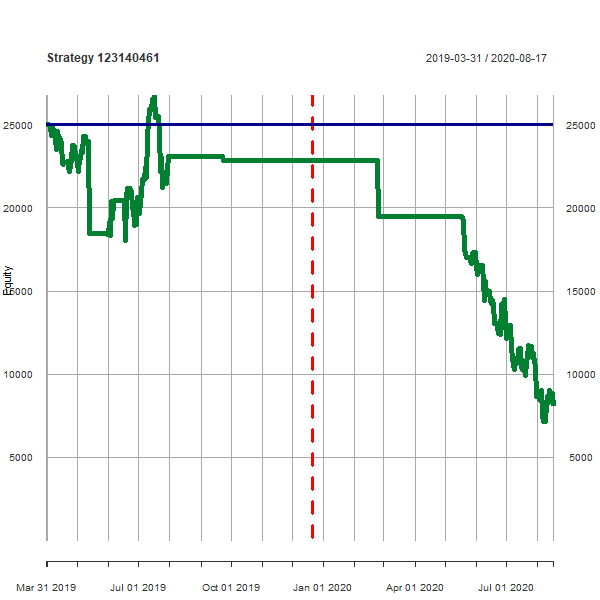 Strategy 123140461
2019-03-31 / 2020-08-17
25000
25000
20000
20000
Equity
15000
15000
10000
10000
5000
5000
Mar 31 2019
Jul 01 2019
Oct 01 2019
Jan 01 2020
Apr 01 2020
Jul 01 2020